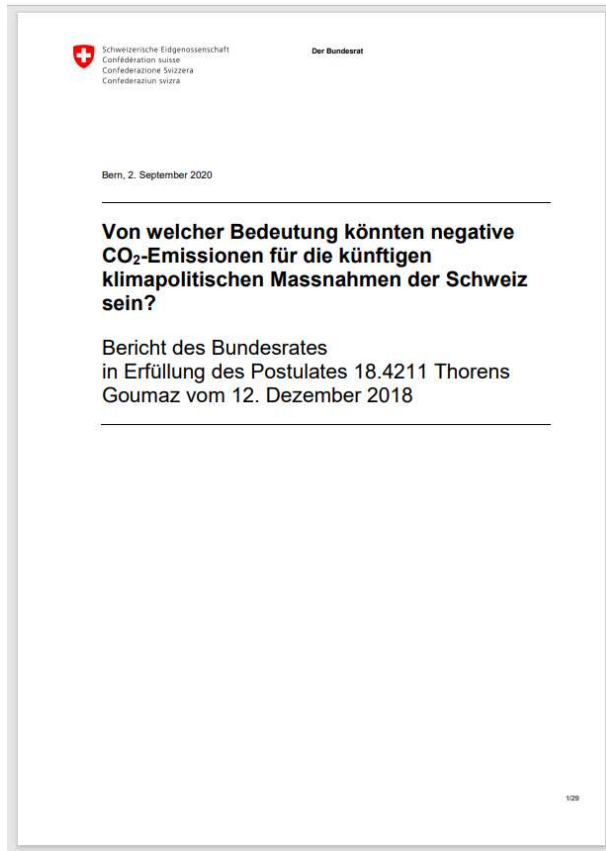 Schweizerische Eidgenossenschaft
Confédération suisse
Confederazione Svizzera
Confederaziun svizra
Der Bundesrat
Bern, 2. September 2020
Von welcher Bedeutung könnten negative
CO₂-Emissionen für die künftigen
klimapolitischen Massnahmen der Schweiz
sein?
Bericht des Bundesrates
in Erfüllung des Postulates 18.4211 Thorens
Goumaz vom 12. Dezember 2018
1/29